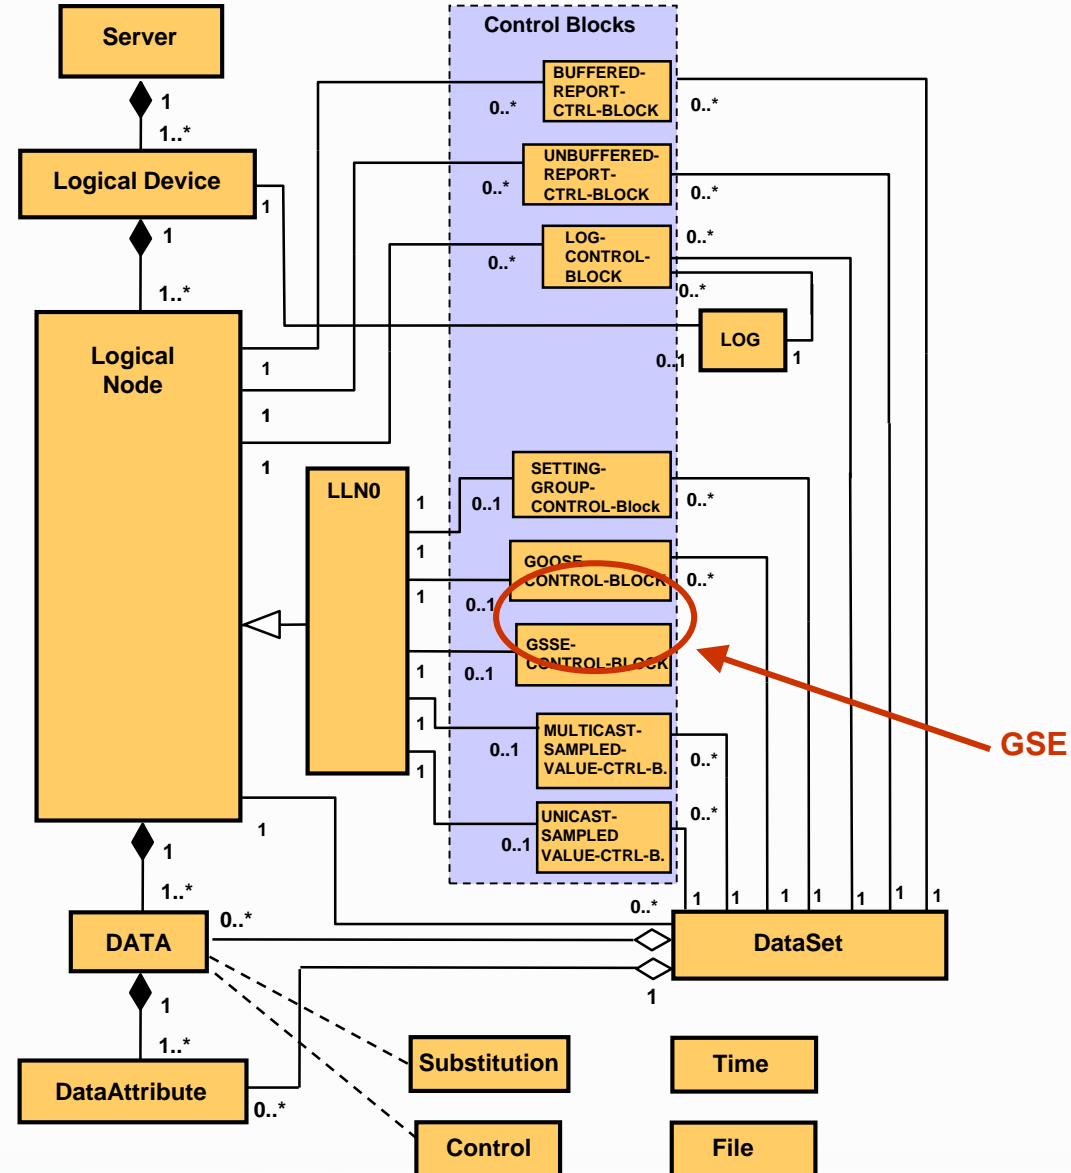 Server
1
1..*
Logical Device
1
1
1..*
Logical
Node
1
1
1
Control Blocks
BUFFERED-
REPORT-
CTRL-BLOCK
0..*
0..*
UNBUFFERED-
REPORT-
CTRL-BLOCK
0..*
0..*
LOG-
CONTROL-
BLOCK
0..*
0..*
0..*
LOG
0..1
1
LLN0
1
0..1
SETTING-
GROUP-
CONTROL-Block
0..*
1
GOOSE
CONTROL-BLOCK
0..*
1
0..1
GSSE-
CONTROL-BLOCK
1
0..1
GSE
1
0..1
MULTICAST-
SAMPLED-
VALUE-CTRL-B.
0..*
1
0..1
UNICAST-
SAMPLED
VALUE-CTRL-B.
0..*
1
1
1..*
0..*
0..*
1
1
1
1
1
1
1
DATA
DataSet
1
1
1..*
DataAttribute
0..*
Substitution
Time
Control
File